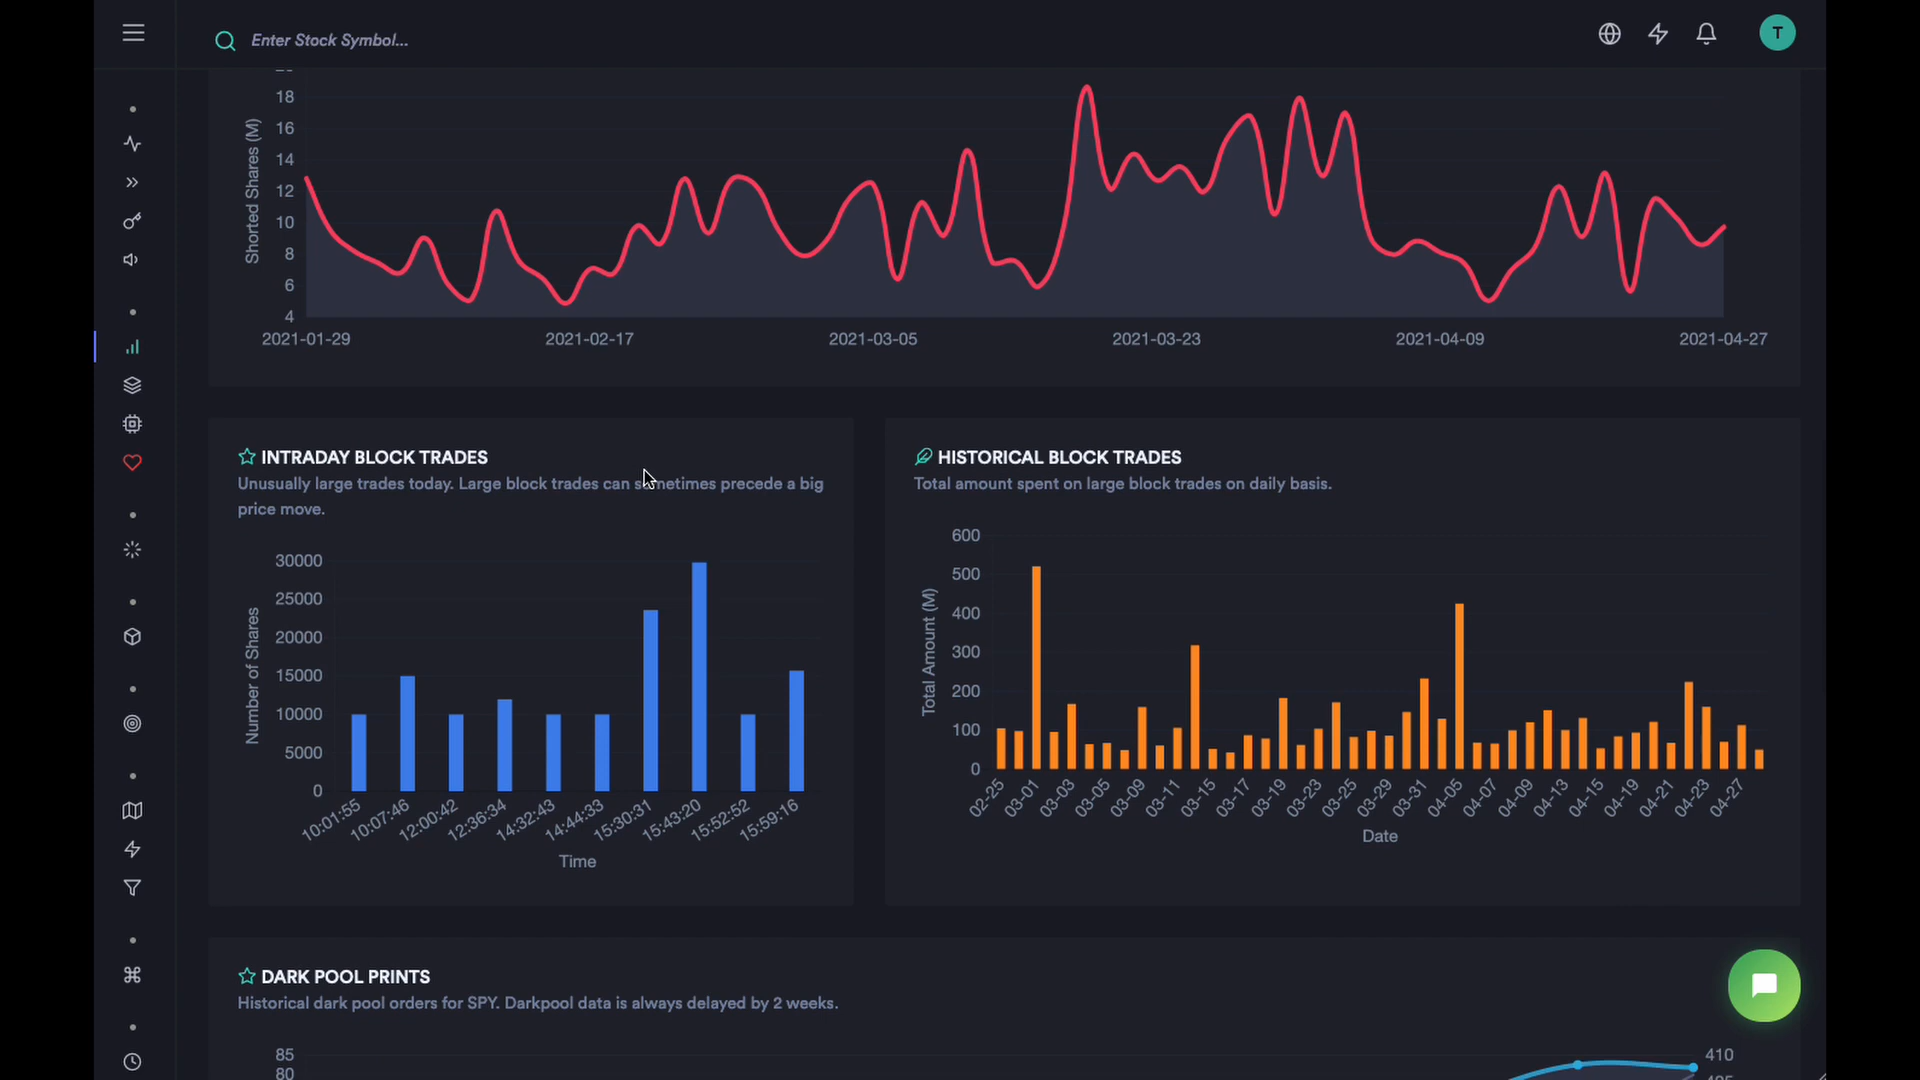 Enter Stock Symbol...
T
18
16
14
12
10
8
6
4
Shorted Shares (M)
2021-01-29 2021-02-17 2021-03-05 2021-03-23 2021-04-09 2021-04-27
INTRADAY BLOCK TRADES
Unusually large trades today. Large block trades can sometimes precede a big
price move.
30000
25000
20000
15000
10000
5000
0
Number of Shares
10:01:55 10:07:46 12:00:42 12:36:34 14:32:43 14:44:33 15:30:31 15:43:20 15:52:52 15:59:16
Time
HISTORICAL BLOCK TRADES
Total amount spent on large block trades on daily basis.
600
500
400
300
200
100
0
Total Amount (M)
02-25 03-01 03-03 03-05 03-09 03-11 03-15 03-17 03-19 03-23 03-25 03-29 03-31 04-05 04-07 04-09 04-13 04-15 04-19 04-21 04-23 04-27
Date
DARK POOL PRINTS
Historical dark pool orders for SPY. Darkpool data is always delayed by 2 weeks.
85
80
410